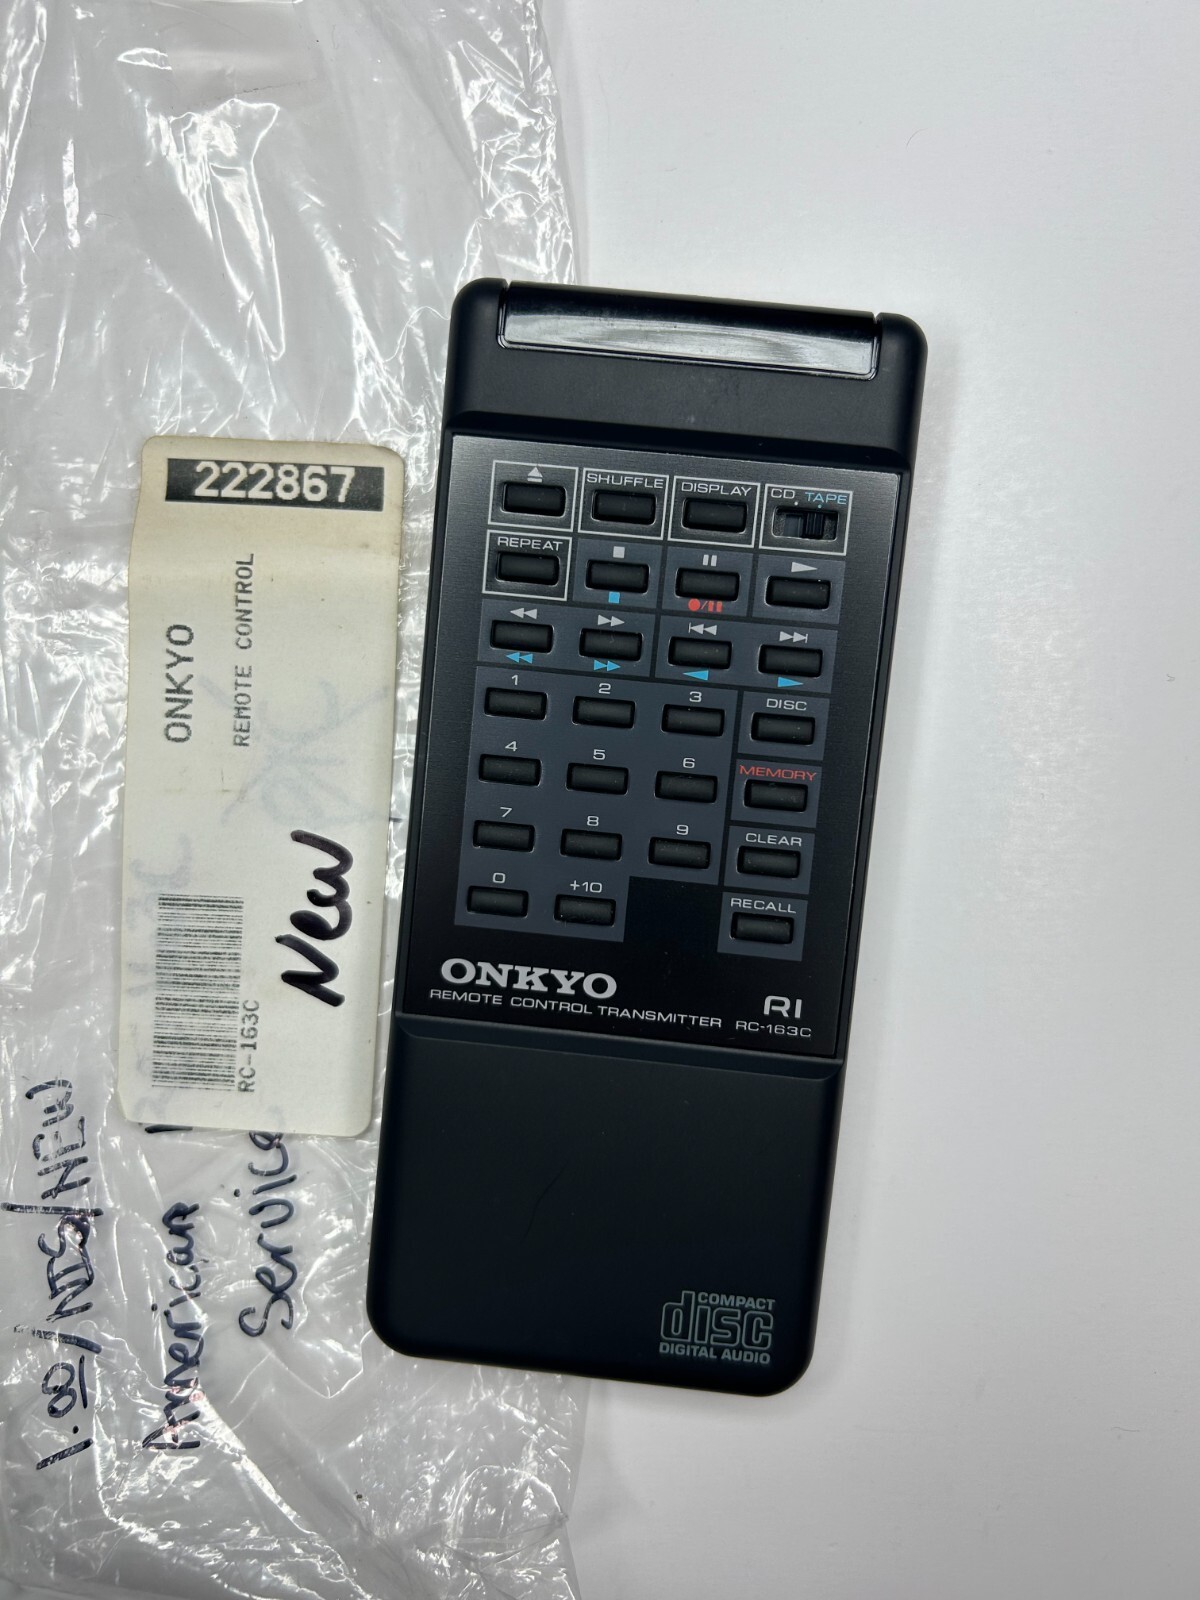 222867
ONKYO
REMOTE CONTROL
RC-163C
New
1.00/NIS/NEW
American
Service
SHUFFLE
DISPLAY
CD TAPE
REPEAT
1
2
3
DISC
4
5
6
MEMORY
7
8
9
CLEAR
0
+10
RECALL
ONKYO
RI
REMOTE CONTROL TRANSMITTER RC-163C
COMPACT
disc
DIGITAL AUDIO